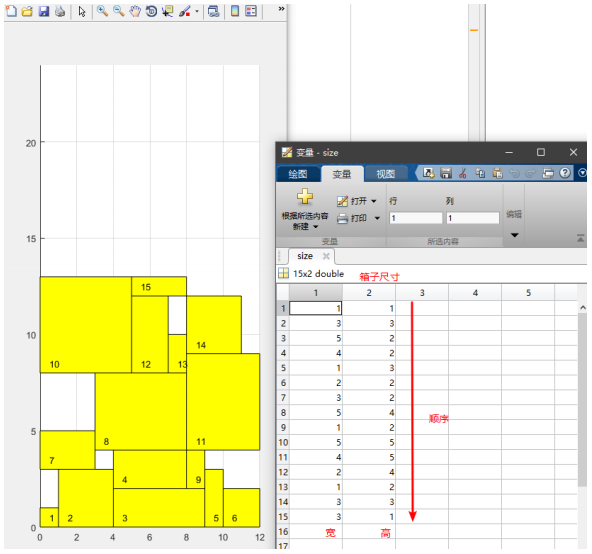 »
20
15
10
5
0
0 2 4 6 8 10 12
15
14
10 12 13
8 11
7
4 9
1 2 3 5 6
变量 - size
绘图 变量 视图
根据所选内容
新建
打开
打印
行 列
1 1
编辑
变量 所选内容
size
15x2 double 箱子尺寸
1 2 3 4 5
1 1 1
2 3 3
3 5 2
4 4 2
5 1 3
6 2 2
7 3 2
8 5 4
9 1 2
10 5 5
11 4 5
12 2 4
13 1 2
14 3 3
15 3 1
16 宽 高
17
顺序